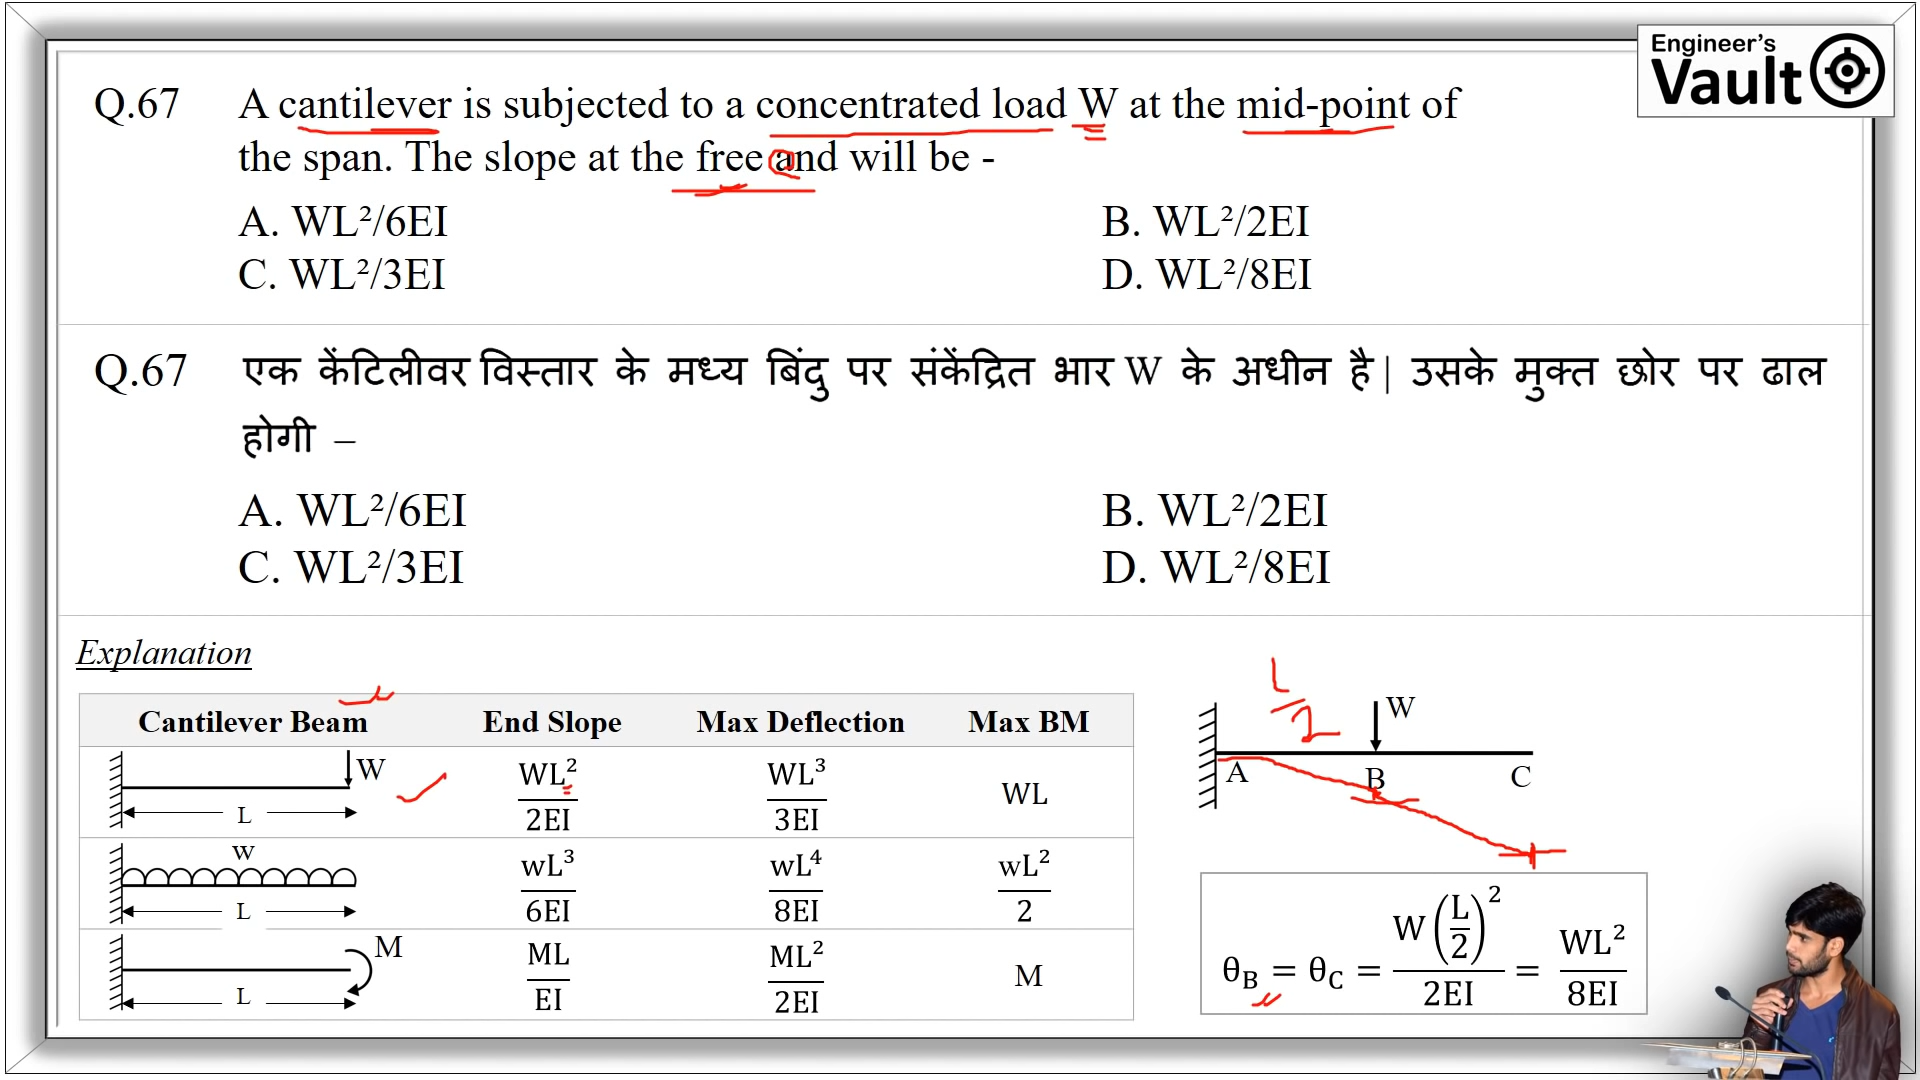 Engineer's
Vault
Q.67 A cantilever is subjected to a concentrated load W at the mid-point of
the span. The slope at the free and will be -
A. WL²/6EI B. WL²/2EI
C. WL²/3EI D. WL²/8EI
Q.67 एक केंटिलीवर विस्तार के मध्य बिंदु पर संकेंद्रित भार W के अधीन है| उसके मुक्त छोर पर ढाल
होगी –
A. WL²/6EI B. WL²/2EI
C. WL²/3EI D. WL²/8EI
Explanation
Cantilever Beam End Slope Max Deflection Max BM
W L WL²/2EI WL³/3EI WL
w L wL³/6EI wL⁴/8EI wL²/2
M L ML/EI ML²/2EI M
L/2
W
A B C
θB = θC = W(L/2)²/2EI = WL²/8EI